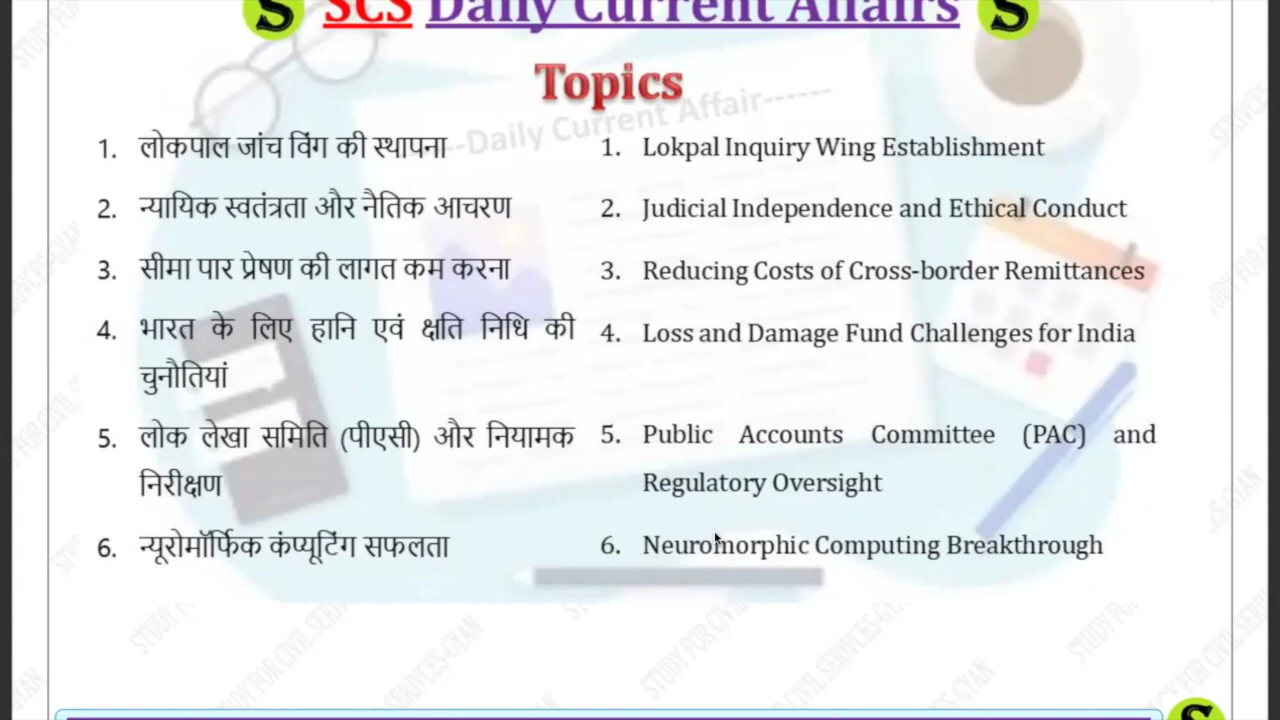 SCS Daily Current Affairs
Topics
----Daily Current Affair------
1. लोकपाल जांच विंग की स्थापना
2. न्यायिक स्वतंत्रता और नैतिक आचरण
3. सीमा पार प्रेषण की लागत कम करना
4. भारत के लिए हानि एवं क्षति निधि की
चुनौतियां
5. लोक लेखा समिति (पीएसी) और नियामक
निरीक्षण
6. न्यूरोमॉर्फिक कंप्यूटिंग सफलता
1. Lokpal Inquiry Wing Establishment
2. Judicial Independence and Ethical Conduct
3. Reducing Costs of Cross-border Remittances
4. Loss and Damage Fund Challenges for India
5. Public Accounts Committee (PAC) and
Regulatory Oversight
6. Neuromorphic Computing Breakthrough